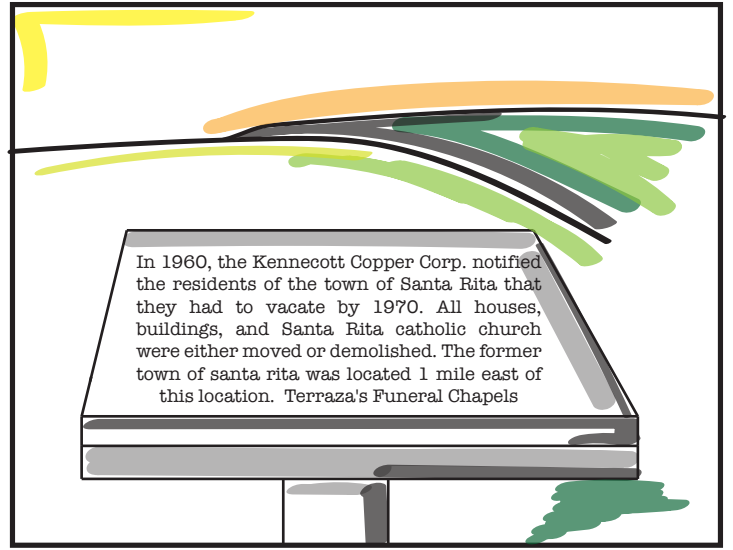 In 1960, the Kennecott Copper Corp. notified
the residents of the town of Santa Rita that
they had to vacate by 1970. All houses,
buildings, and Santa Rita catholic church
were either moved or demolished. The former
town of santa rita was located 1 mile east of
this location. Terraza's Funeral Chapels